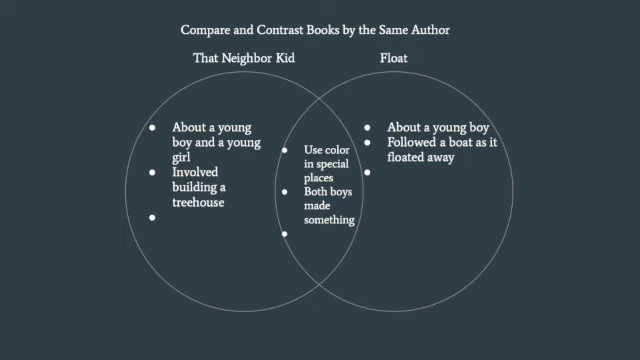 Compare and Contrast Books by the Same Author
That Neighbor Kid
Float
About a young
boy and a young
girl
Involved
building a
treehouse
Use color
in special
places
Both boys
made
something
About a young boy
Followed a boat as it
floated away